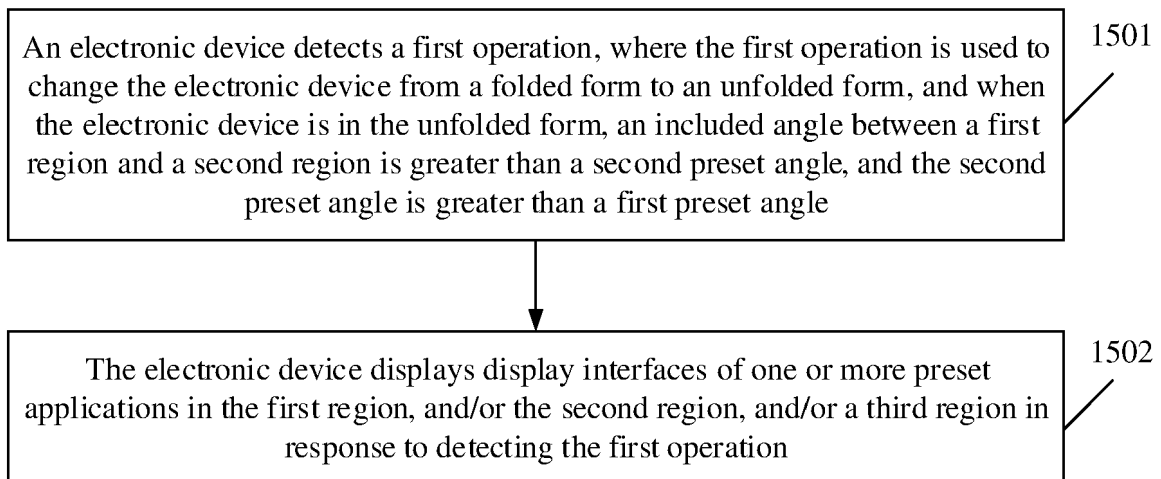 An electronic device detects a first operation, where the first operation is used to
change the electronic device from a folded form to an unfolded form, and when
the electronic device is in the unfolded form, an included angle between a first
region and a second region is greater than a second preset angle, and the second
preset angle is greater than a first preset angle
1501
The electronic device displays display interfaces of one or more preset
applications in the first region, and/or the second region, and/or a third region in
response to detecting the first operation
1502